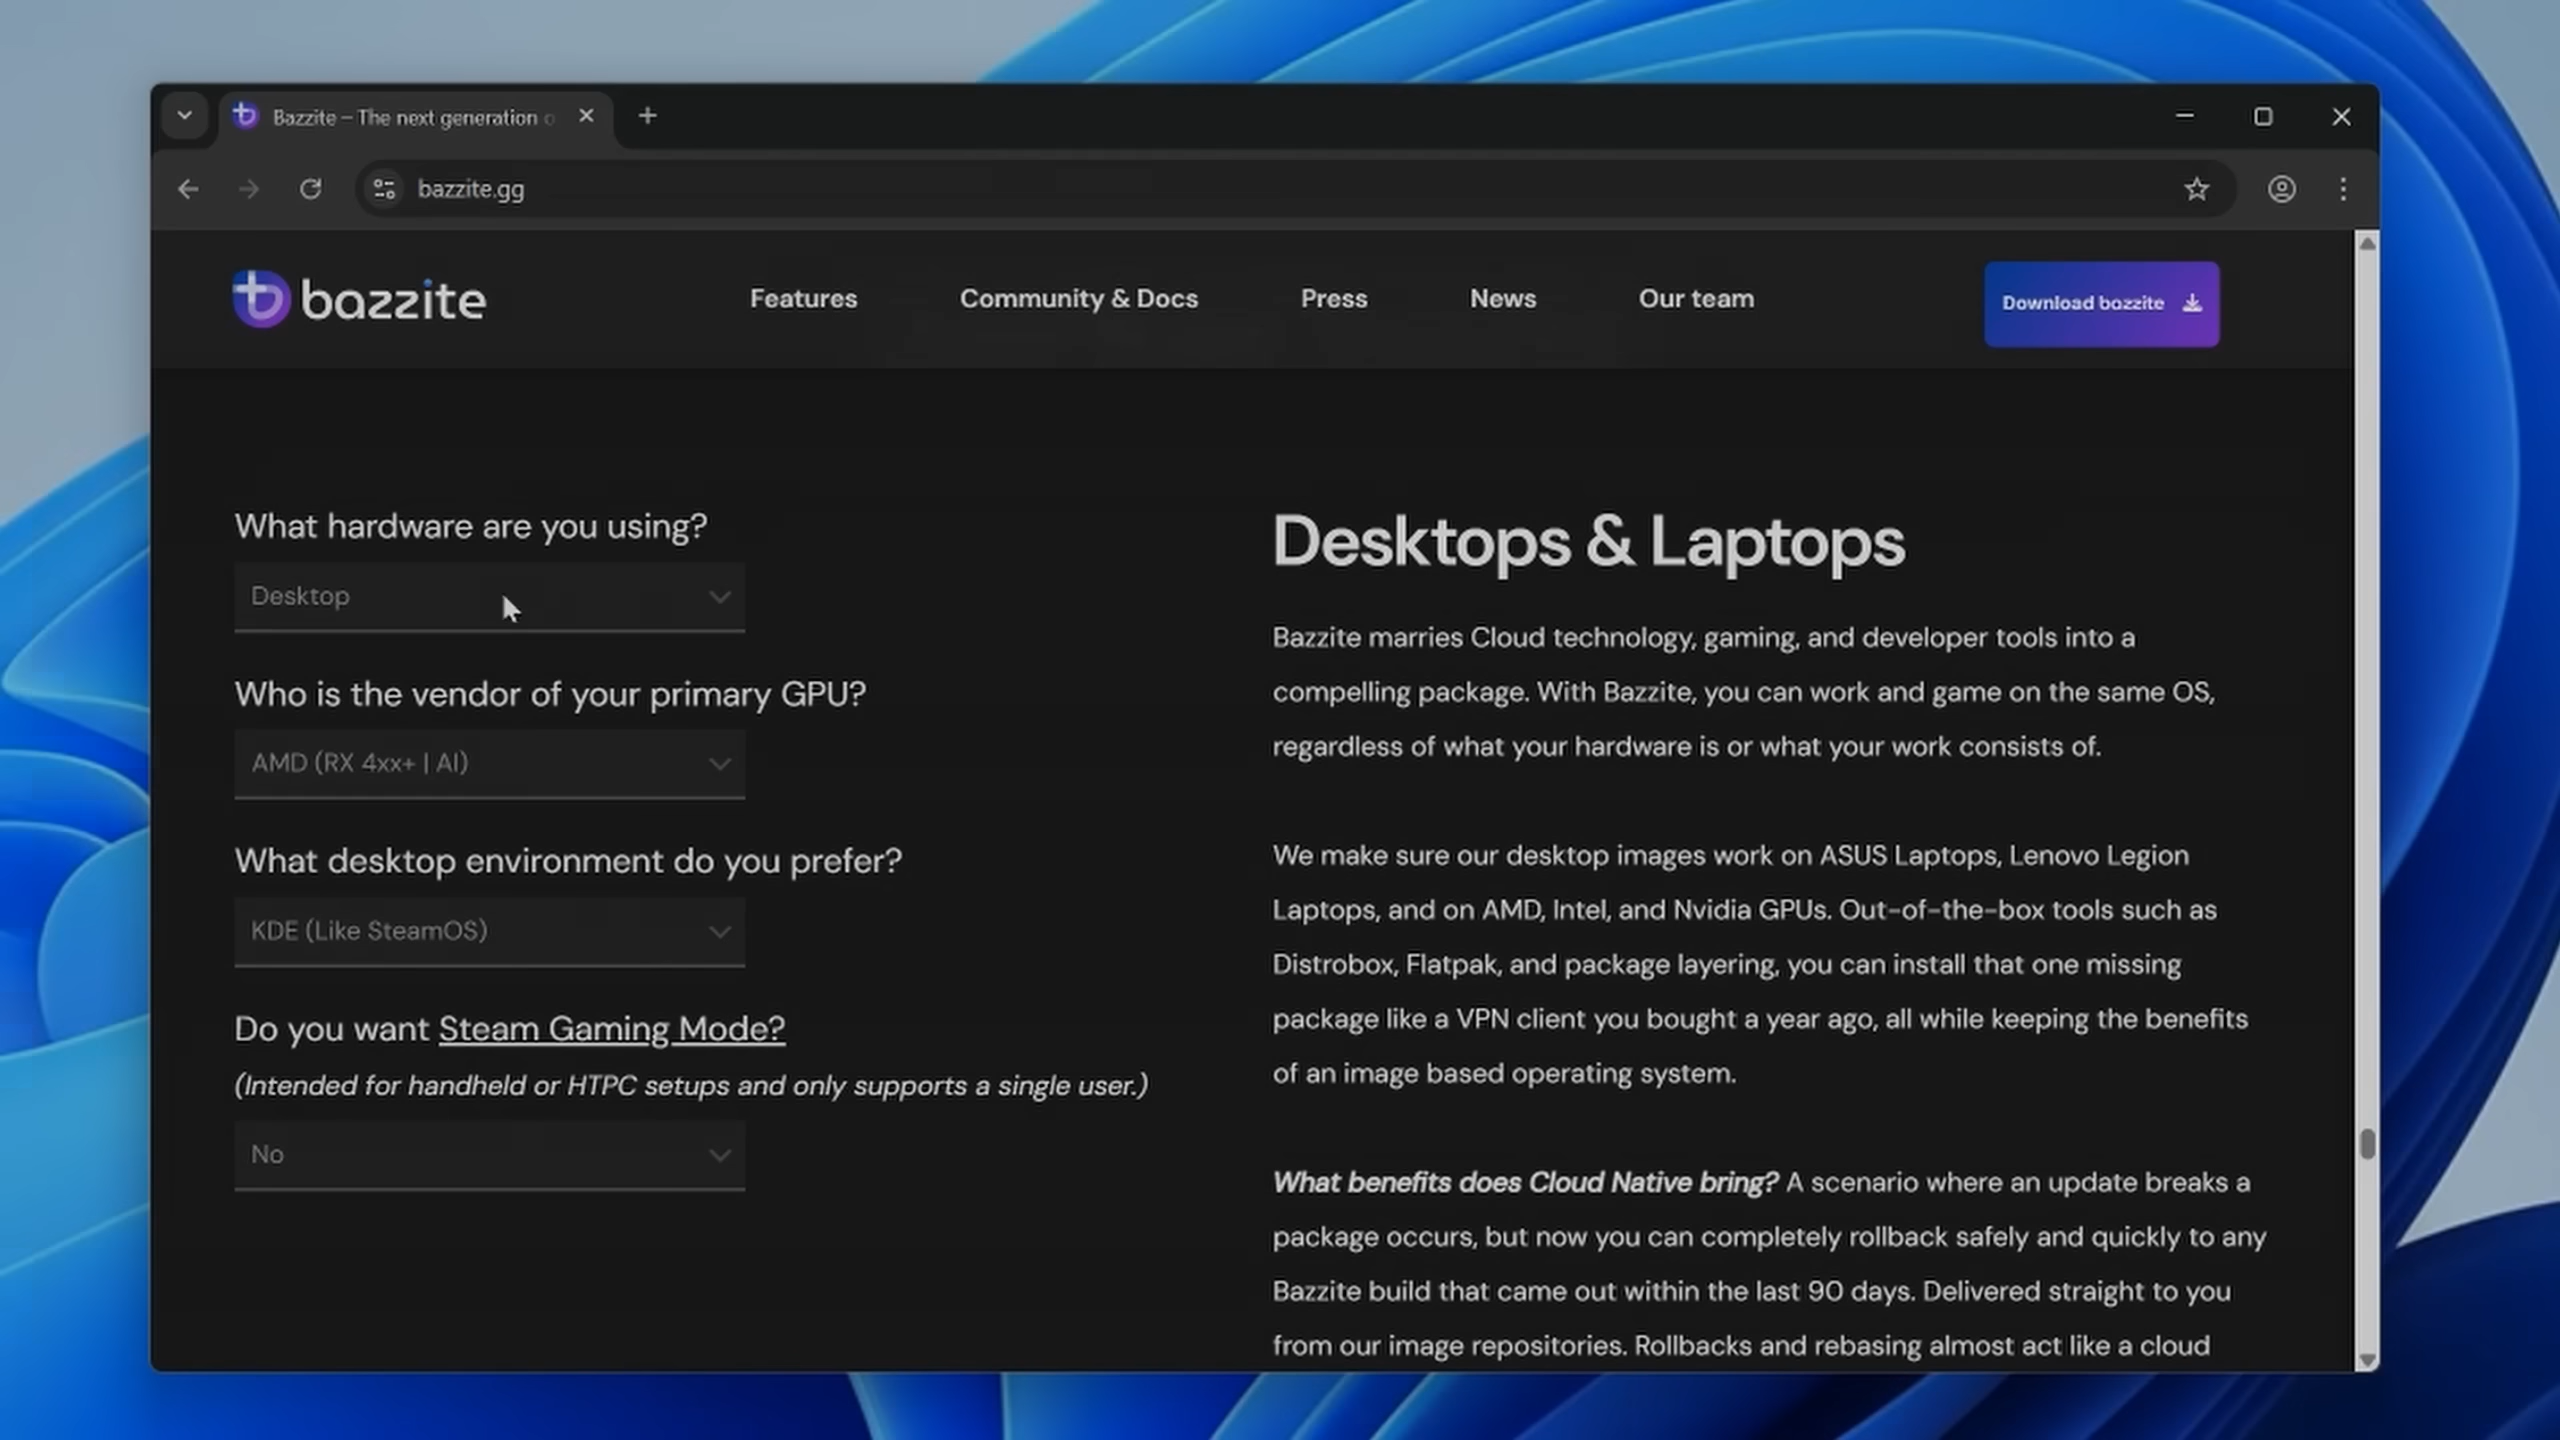 Bazzite – The next generation o
bazzite.gg
bazzite
Features
Community & Docs
Press
News
Our team
Download bazzite
What hardware are you using?
Desktop
Who is the vendor of your primary GPU?
AMD (RX 4xx+ | AI)
What desktop environment do you prefer?
KDE (Like SteamOS)
Do you want Steam Gaming Mode?
(Intended for handheld or HTPC setups and only supports a single user.)
No
Desktops & Laptops
Bazzite marries Cloud technology, gaming, and developer tools into a
compelling package. With Bazzite, you can work and game on the same OS,
regardless of what your hardware is or what your work consists of.
We make sure our desktop images work on ASUS Laptops, Lenovo Legion
Laptops, and on AMD, Intel, and Nvidia GPUs. Out-of-the-box tools such as
Distrobox, Flatpak, and package layering, you can install that one missing
package like a VPN client you bought a year ago, all while keeping the benefits
of an image based operating system.
What benefits does Cloud Native bring? A scenario where an update breaks a
package occurs, but now you can completely rollback safely and quickly to any
Bazzite build that came out within the last 90 days. Delivered straight to you
from our image repositories. Rollbacks and rebasing almost act like a cloud